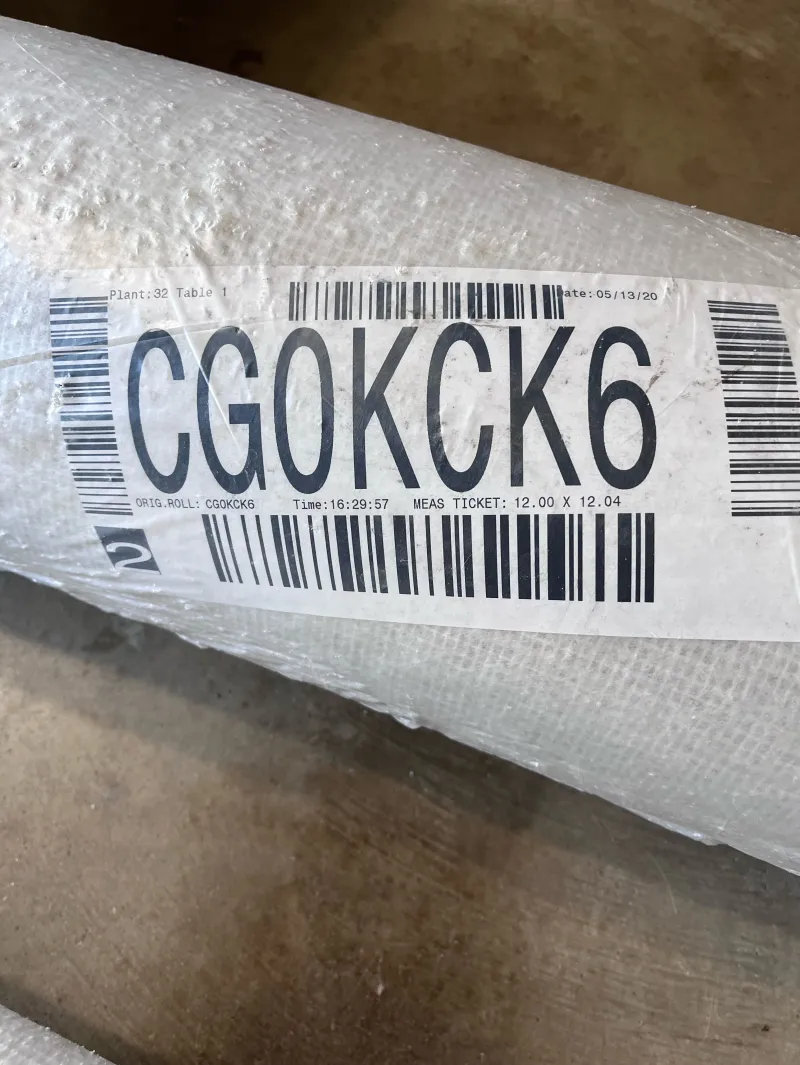 Plant:32 Table 1
Date:05/13/20
CG0KCK6
ORIG.ROLL: CG0KCK6 Time:16:29:57 MEAS TICKET: 12.00 X 12.04
2